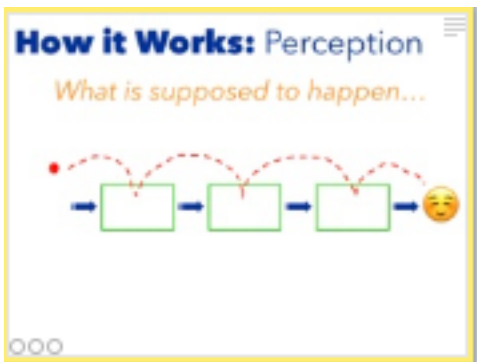 How it Works: Perception
What is supposed to happen...